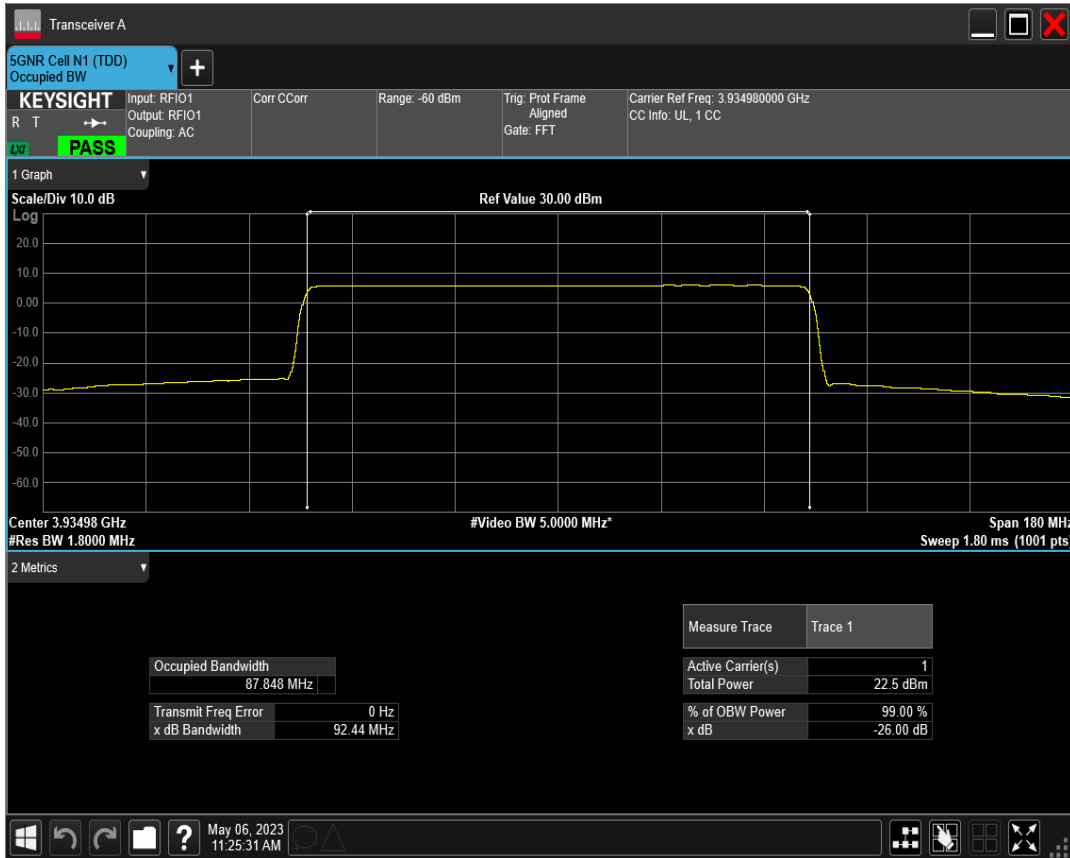 Transceiver A
5GNR Cell N1 (TDD)
Occupied BW
+
KEYSIGHT
R T
LXI
PASS
Input: RFIO1
Output: RFIO1
Coupling: AC
Corr CCorr
Range: -60 dBm
Trig: Prot Frame
Aligned
Gate: FFT
Carrier Ref Freq: 3.934980000 GHz
CC Info: UL, 1 CC
1 Graph
Scale/Div 10.0 dB
Ref Value 30.00 dBm
Log
20.0
10.0
0.00
-10.0
-20.0
-30.0
-40.0
-50.0
-60.0
Center 3.93498 GHz
#Video BW 5.0000 MHz*
Span 180 MHz
#Res BW 1.8000 MHz
Sweep 1.80 ms (1001 pts)
2 Metrics
Measure Trace Trace 1
Occupied Bandwidth
87.848 MHz
Active Carrier(s) 1
Total Power 22.5 dBm
Transmit Freq Error 0 Hz
x dB Bandwidth 92.44 MHz
% of OBW Power 99.00 %
x dB -26.00 dB
?
May 06, 2023
11:25:31 AM